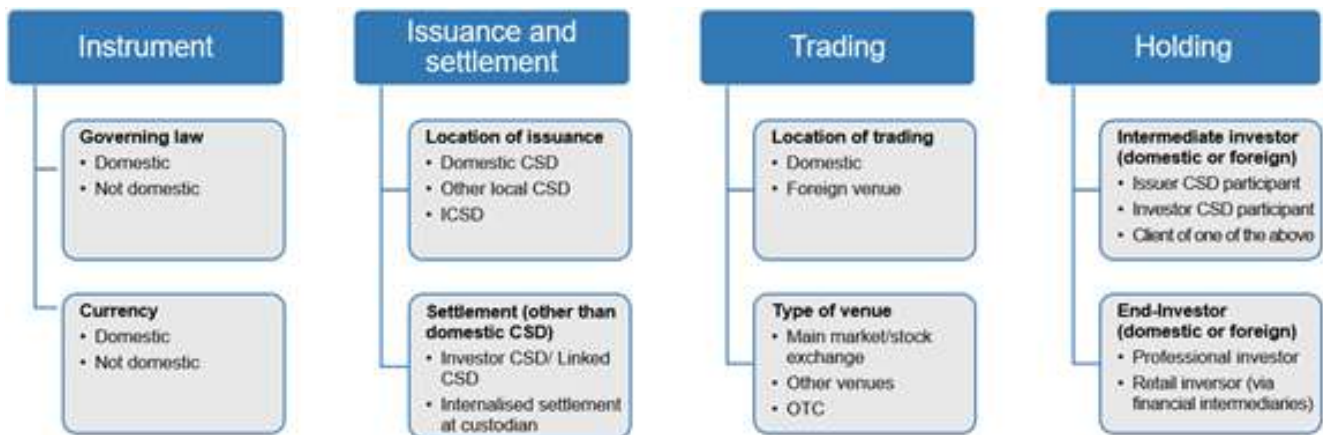 Instrument
Governing law
• Domestic
• Not domestic
Currency
• Domestic
• Not domestic
Issuance and
settlement
Location of issuance
• Domestic CSD
• Other local CSD
• ICSD
Settlement (other than
domestic CSD)
• Investor CSD/ Linked
CSD
• Internalised settlement
at custodian
Trading
Location of trading
• Domestic
• Foreign venue
Type of venue
• Main market/stock
exchange
• Other venues
• OTC
Holding
Intermediate investor
(domestic or foreign)
• Issuer CSD participant
• Investor CSD participant
• Client of one of the above
End-Investor
(domestic or foreign)
• Professional investor
• Retail inversor (via
financial intermediaries)